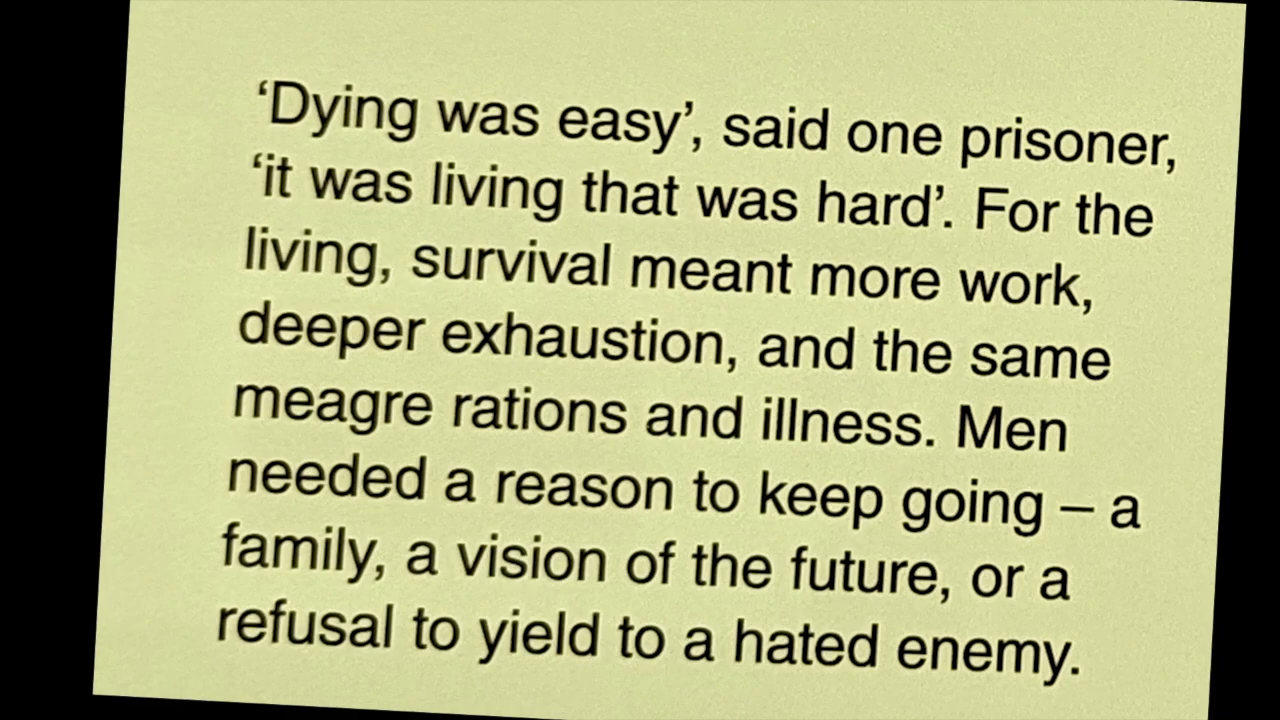 ‘Dying was easy’, said one prisoner,
‘it was living that was hard’. For the
living, survival meant more work,
deeper exhaustion, and the same
meagre rations and illness. Men
needed a reason to keep going – a
family, a vision of the future, or a
refusal to yield to a hated enemy.